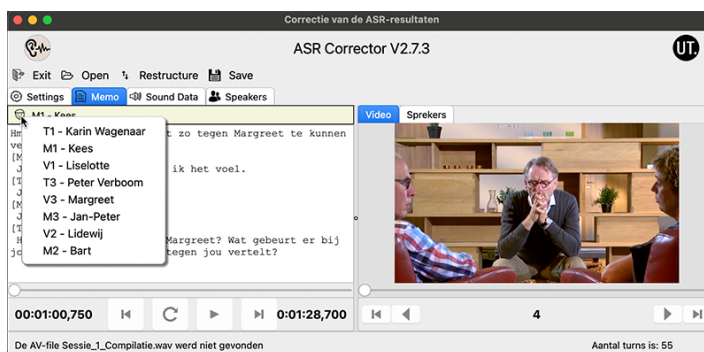 Correctie van de ASR-resultaten
ASR Corrector V2.7.3
UT.
Exit Open Restructure Save
Settings Memo Sound Data Speakers
M1 - Kees
Video Sprekers
T1 - Karin Wagenaar
M1 - Kees
V1 - Liselotte
T3 - Peter Verboom
V3 - Margreet
M3 - Jan-Peter
V2 - Lidewij
M2 - Bart
Hm
t zo tegen Margreet te kunnen
ve
[M
J
ik het voel.
[T
J
[M
J
[T
H
Margreet? Wat gebeurt er bij
jo
tegen jou vertelt?
00:01:00,750
0:01:28,700
4
De AV-file Sessie_1_Compilatie.wav werd niet gevonden
Aantal turns is: 55